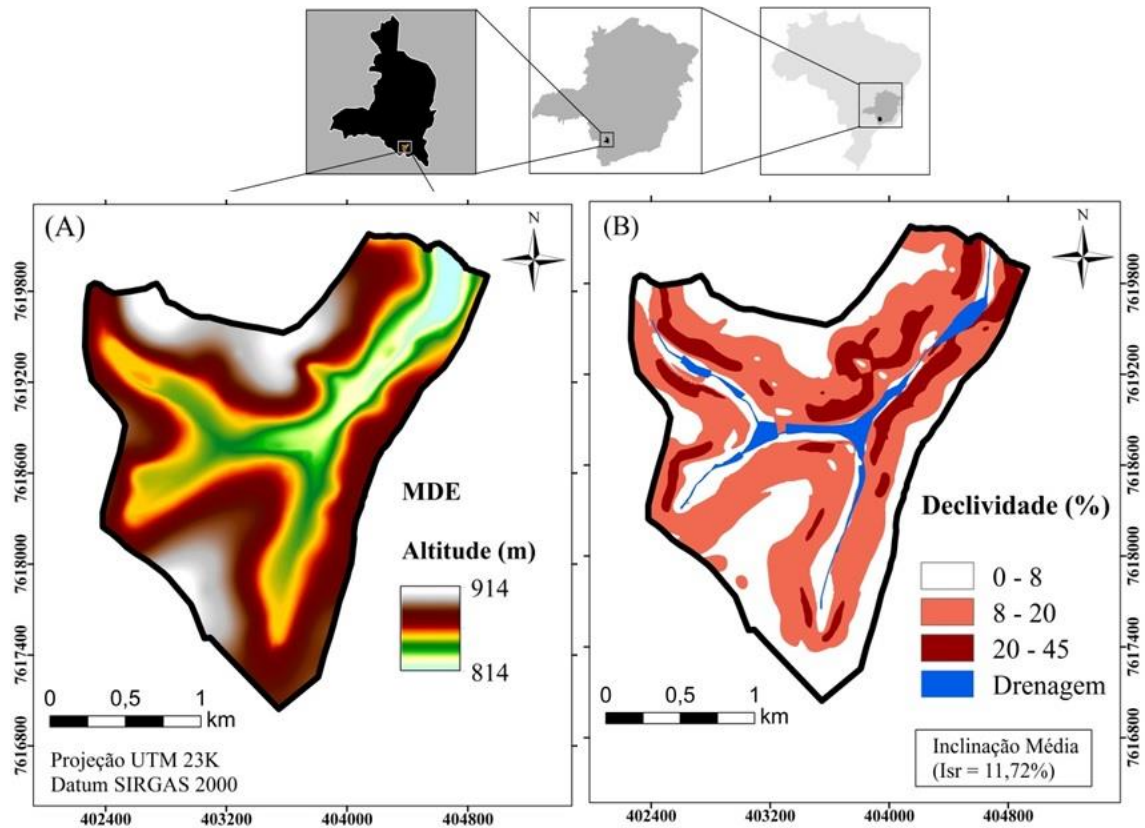 (A)
N
7619800
7619200
7618600
7618000
7617400
7616800
MDE
Altitude (m)
914
814
0 0,5 1
km
Projeção UTM 23K
Datum SIRGAS 2000
402400 403200 404000 404800
(B)
N
Declividade (%)
0 - 8
8 - 20
20 - 45
Drenagem
0 0,5 1
km
Inclinação Média
(Isr = 11,72%)
7619800
7619200
7618600
7618000
7617400
7616800
402400 403200 404000 404800